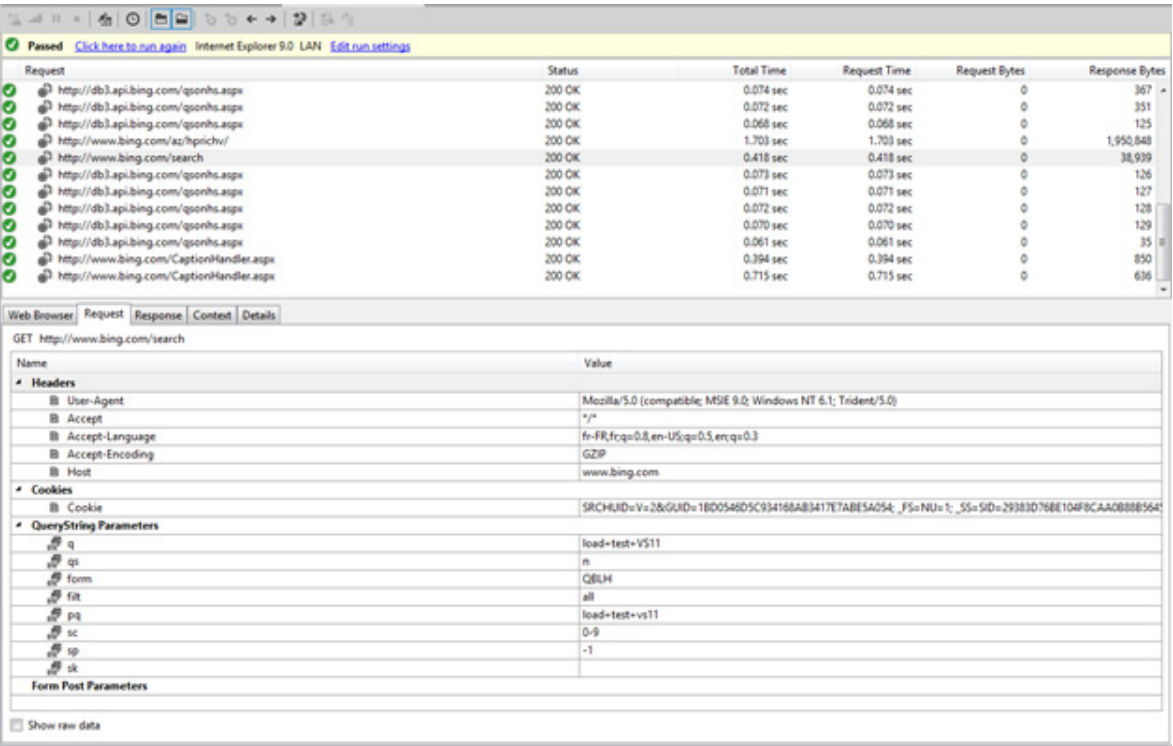 Passed Click here to run again Internet Explorer 9.0 LAN Edit run settings
Request Status Total Time Request Time Request Bytes Response Bytes
http://db3.api.bing.com/qsonhs.aspx 200 OK 0.074 sec 0.074 sec 0 367
http://db3.api.bing.com/qsonhs.aspx 200 OK 0.072 sec 0.072 sec 0 351
http://db3.api.bing.com/qsonhs.aspx 200 OK 0.068 sec 0.068 sec 0 125
http://www.bing.com/az/hprichv/ 200 OK 1.703 sec 1.703 sec 0 1,950,848
http://www.bing.com/search 200 OK 0.418 sec 0.418 sec 0 38,939
http://db3.api.bing.com/qsonhs.aspx 200 OK 0.073 sec 0.073 sec 0 126
http://db3.api.bing.com/qsonhs.aspx 200 OK 0.071 sec 0.071 sec 0 127
http://db3.api.bing.com/qsonhs.aspx 200 OK 0.072 sec 0.072 sec 0 128
http://db3.api.bing.com/qsonhs.aspx 200 OK 0.070 sec 0.070 sec 0 129
http://db3.api.bing.com/qsonhs.aspx 200 OK 0.061 sec 0.061 sec 0 35
http://www.bing.com/CaptionHandler.aspx 200 OK 0.394 sec 0.394 sec 0 850
http://www.bing.com/CaptionHandler.aspx 200 OK 0.715 sec 0.715 sec 0 636
Web Browser Request Response Context Details
GET http://www.bing.com/search
Name Value
Headers
User-Agent Mozilla/5.0 (compatible; MSIE 9.0; Windows NT 6.1; Trident/5.0)
Accept */*
Accept-Language fr-FR,fr;q=0.8,en-US;q=0.5,en;q=0.3
Accept-Encoding GZIP
Host www.bing.com
Cookies
Cookie SRCHUID=V=2&GUID=1BD0546D5C934168AB3417E7ABE5A054; _FS=NU=1; _SS=SID=29383D76BE104F8CAA0B88B564
QueryString Parameters
q load+test+VS11
qs n
form QBLH
filt all
pq load+test+vs11
sc 0-9
sp -1
sk
Form Post Parameters
Show raw data